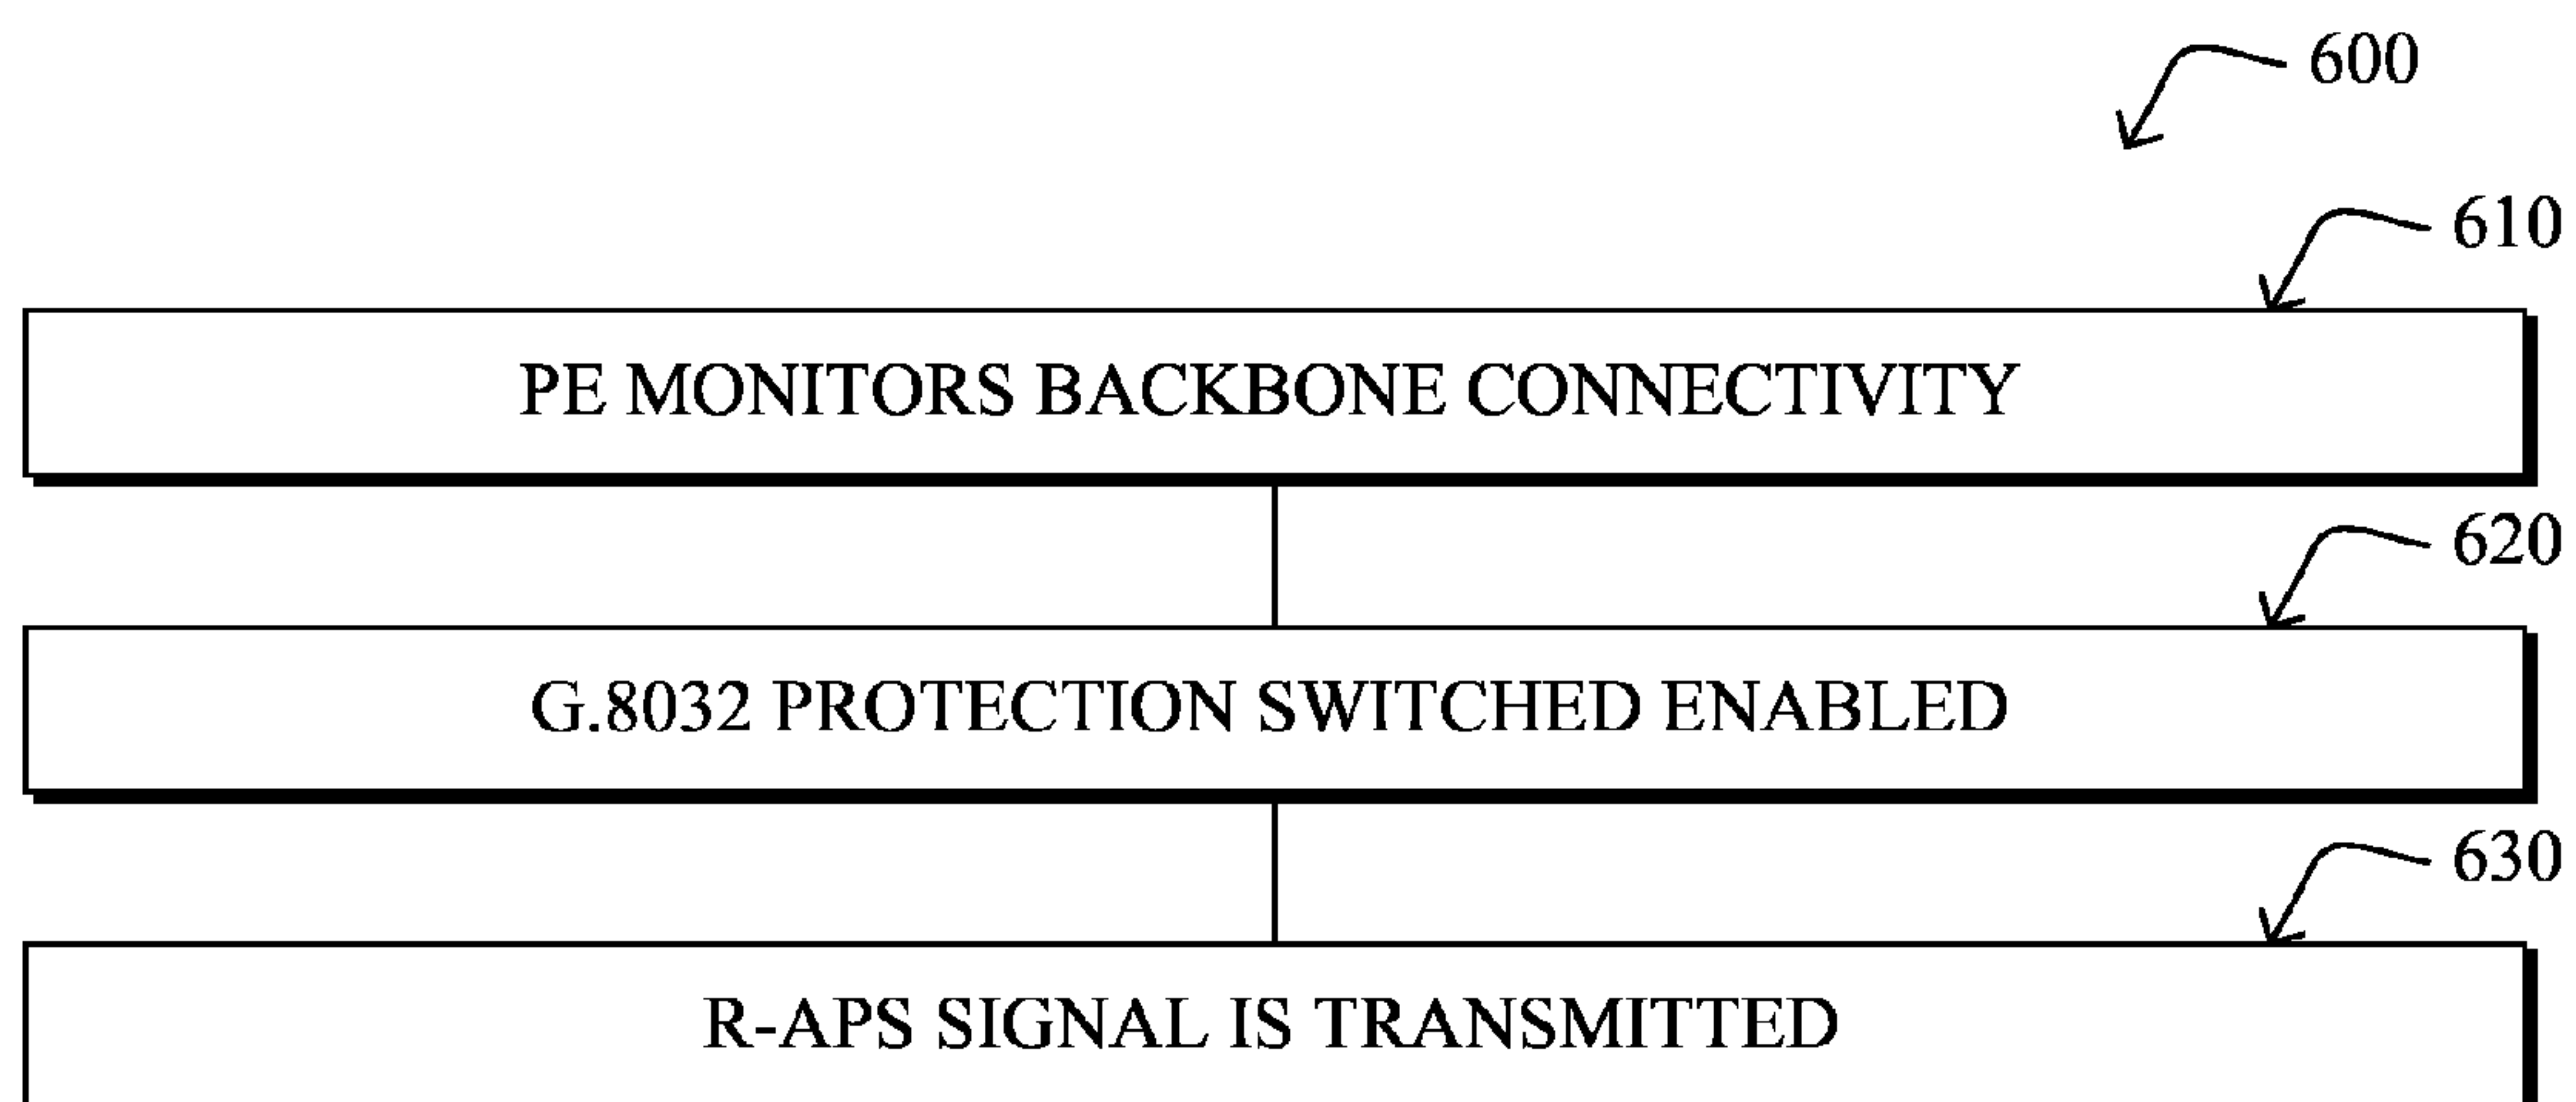 600
610
PE MONITORS BACKBONE CONNECTIVITY
620
G.8032 PROTECTION SWITCHED ENABLED
630
R-APS SIGNAL IS TRANSMITTED